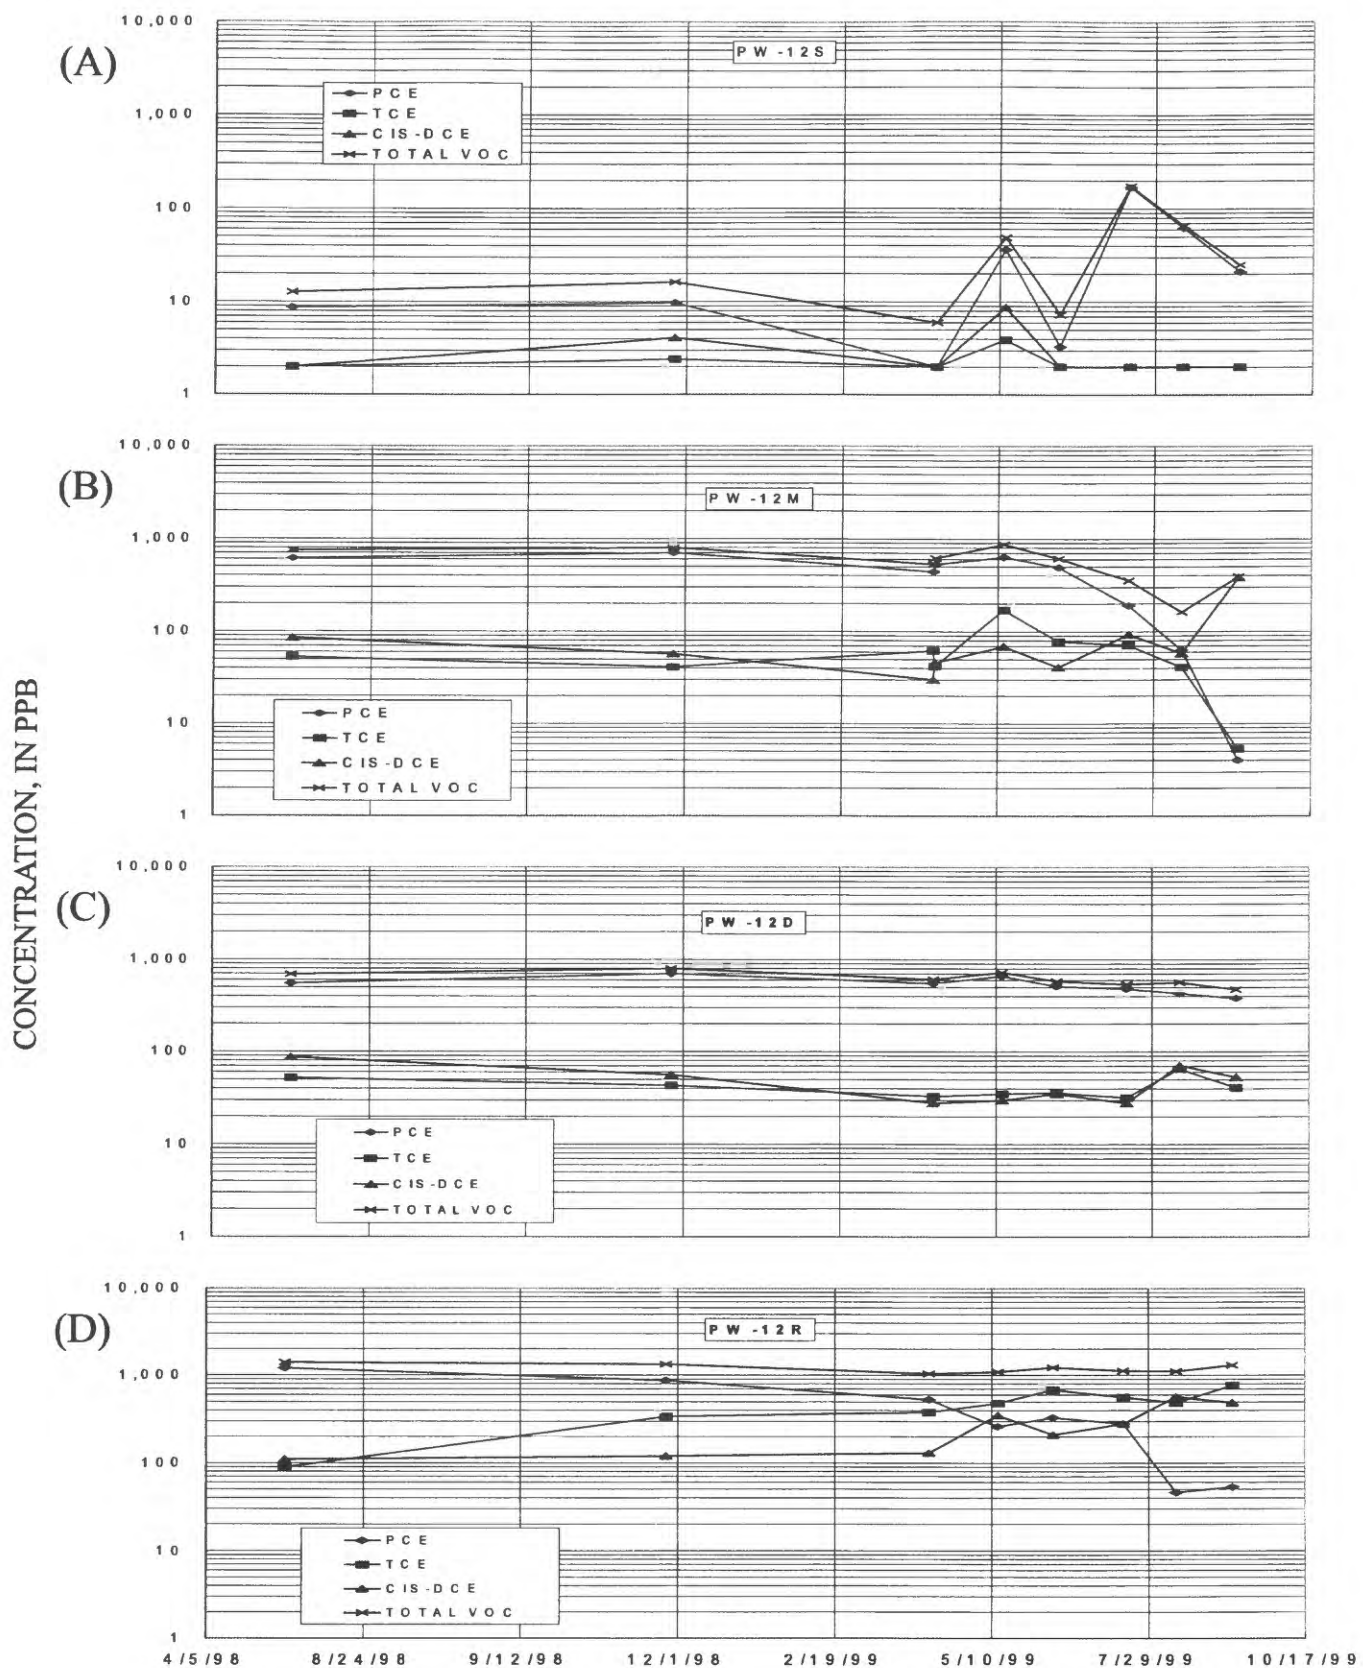 (A)
10,000
1,000
100
10
1
PW-12S
PCE
TCE
CIS-DCE
TOTAL VOC
(B)
10,000
1,000
100
10
1
PW-12M
PCE
TCE
CIS-DCE
TOTAL VOC
CONCENTRATION, IN PPB
(C)
10,000
1,000
100
10
1
PW-12D
PCE
TCE
CIS-DCE
TOTAL VOC
(D)
10,000
1,000
100
10
1
PW-12R
PCE
TCE
CIS-DCE
TOTAL VOC
4/5/98 8/24/98 9/12/98 12/1/98 2/19/99 5/10/99 7/29/99 10/17/99